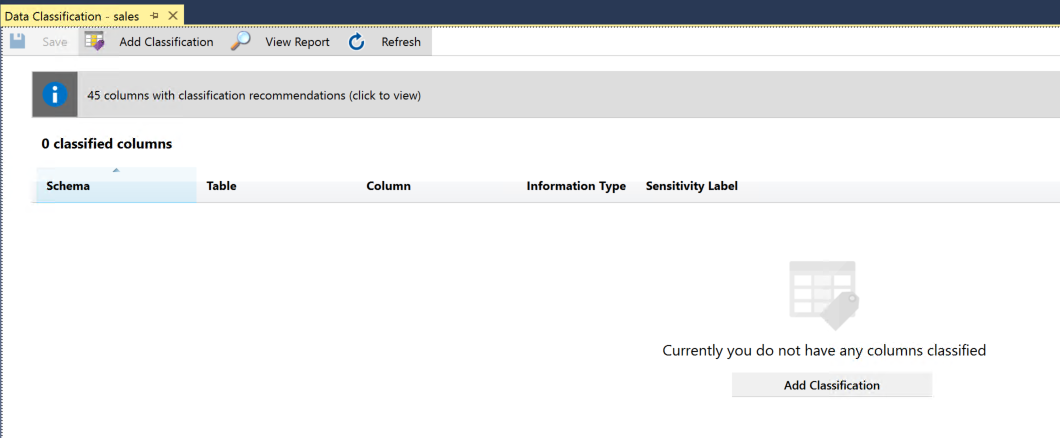 Data Classification - sales
Save Add Classification View Report Refresh
45 columns with classification recommendations (click to view)
0 classified columns
Schema Table Column Information Type Sensitivity Label
Currently you do not have any columns classified
Add Classification